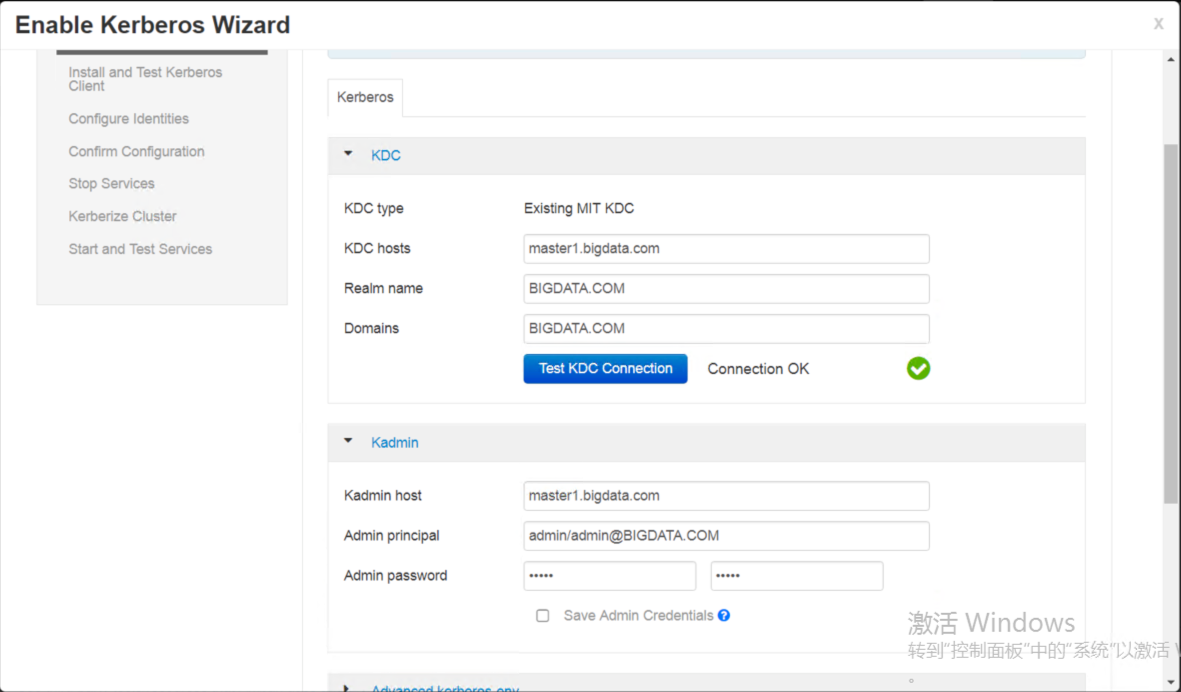 Enable Kerberos Wizard
x
Install and Test Kerberos
Client
Configure Identities
Confirm Configuration
Stop Services
Kerberize Cluster
Start and Test Services
Kerberos
KDC
KDC type
Existing MIT KDC
KDC hosts
master1.bigdata.com
Realm name
BIGDATA.COM
Domains
BIGDATA.COM
Test KDC Connection
Connection OK
Kadmin
Kadmin host
master1.bigdata.com
Admin principal
admin/admin@BIGDATA.COM
Admin password
•••••
•••••
Save Admin Credentials ?
Advanced kerberos-env
激活 Windows
转到“控制面板”中的“系统”以激活 W
。